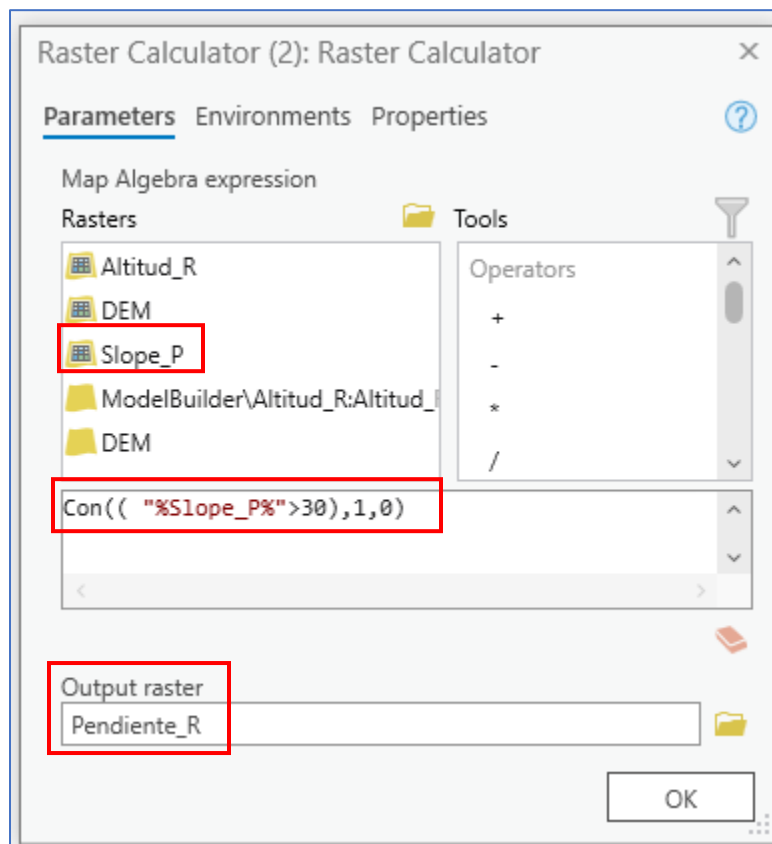 Raster Calculator (2): Raster Calculator
Parameters Environments Properties
Map Algebra expression
Rasters
Tools
Altitud_R
DEM
Slope_P
ModelBuilder\Altitud_R:Altitud_
DEM
Operators
+
-
*
/
Con(( "%Slope_P%">30),1,0)
Output raster
Pendiente_R
OK